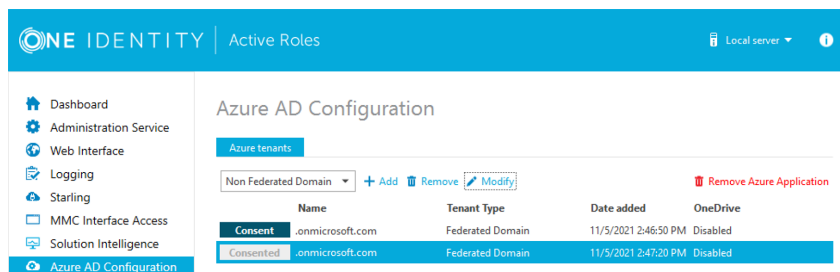 ONE IDENTITY Active Roles Local server
Dashboard
Administration Service
Web Interface
Logging
Starling
MMC Interface Access
Solution Intelligence
Azure AD Configuration
Azure AD Configuration
Azure tenants
Non Federated Domain + Add Remove Modify Remove Azure Application
Name Tenant Type Date added OneDrive
Consent .onmicrosoft.com Federated Domain 11/5/2021 2:46:50 PM Disabled
Consented .onmicrosoft.com Federated Domain 11/5/2021 2:47:20 PM Disabled